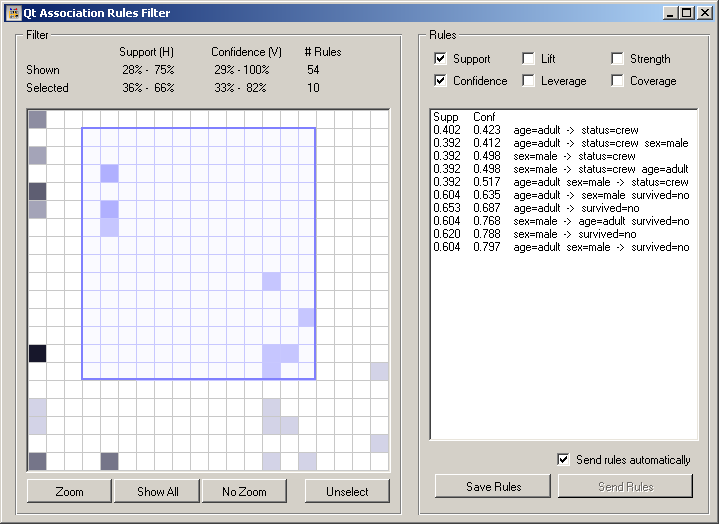 Qt Association Rules Filter
Filter
Support (H) Confidence (V) # Rules
Shown 28% - 75% 29% - 100% 54
Selected 36% - 66% 33% - 82% 10
Zoom Show All No Zoom Unselect
Rules
Support Lift Strength
Confidence Leverage Coverage
Supp Conf
0.402 0.423 age=adult -> status=crew
0.392 0.412 age=adult -> status=crew sex=male
0.392 0.498 sex=male -> status=crew
0.392 0.498 sex=male -> status=crew age=adult
0.392 0.517 age=adult sex=male -> status=crew
0.604 0.635 age=adult -> sex=male survived=no
0.653 0.687 age=adult -> survived=no
0.604 0.768 sex=male -> age=adult survived=no
0.620 0.788 sex=male -> survived=no
0.604 0.797 age=adult sex=male -> survived=no
Send rules automatically
Save Rules Send Rules